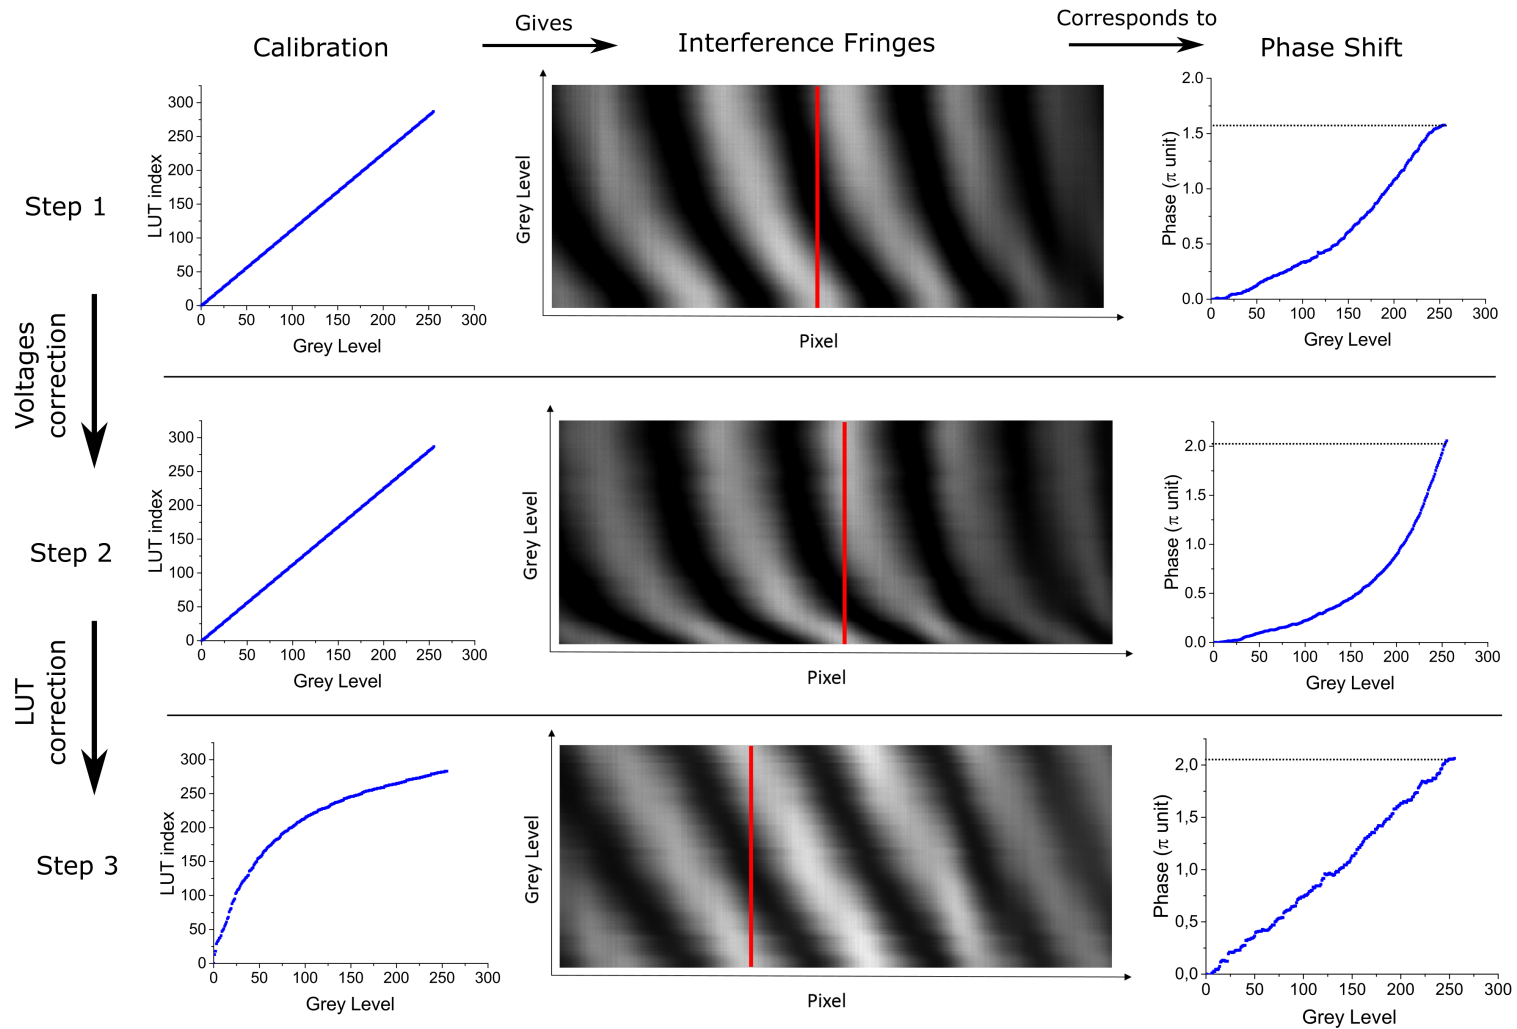 Gives
Corresponds to
Calibration
Interference Fringes
Phase Shift
Step 1
LUT index
300
250
200
150
100
50
0
0 50 100 150 200 250 300
Grey Level
Grey Level
Pixel
Phase (π unit)
2.0
1.5
1.0
0.5
0.0
0 50 100 150 200 250 300
Grey Level
Voltages
correction
Step 2
LUT index
300
250
200
150
100
50
0
0 50 100 150 200 250 300
Grey Level
Grey Level
Pixel
Phase (π unit)
2.0
1.5
1.0
0.5
0.0
0 50 100 150 200 250 300
Grey Level
LUT
correction
Step 3
LUT index
300
250
200
150
100
50
0
0 50 100 150 200 250 300
Grey Level
Grey Level
Pixel
Phase (π unit)
2,0
1,5
1,0
0,5
0,0
0 50 100 150 200 250 300
Grey Level